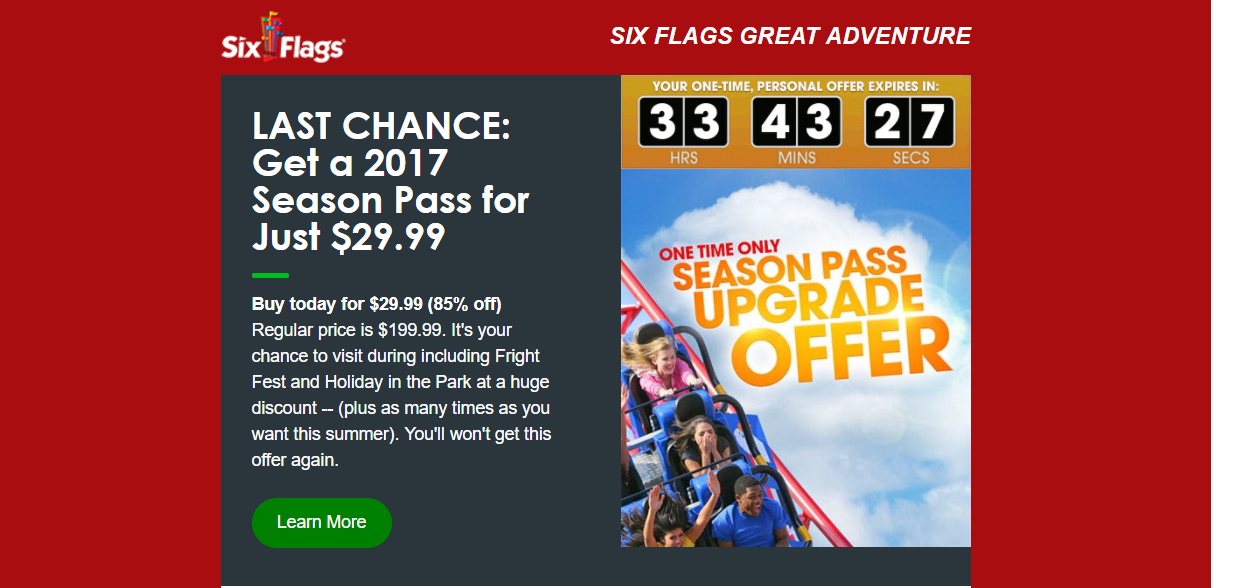 Six Flags
SIX FLAGS GREAT ADVENTURE
LAST CHANCE:
Get a 2017
Season Pass for
Just $29.99
Buy today for $29.99 (85% off)
Regular price is $199.99. It's your
chance to visit during including Fright
Fest and Holiday in the Park at a huge
discount -- (plus as many times as you
want this summer). You'll won't get this
offer again.
Learn More
YOUR ONE-TIME, PERSONAL OFFER EXPIRES IN:
33 43 27
HRS MINS SECS
ONE TIME ONLY
SEASON PASS
UPGRADE
OFFER